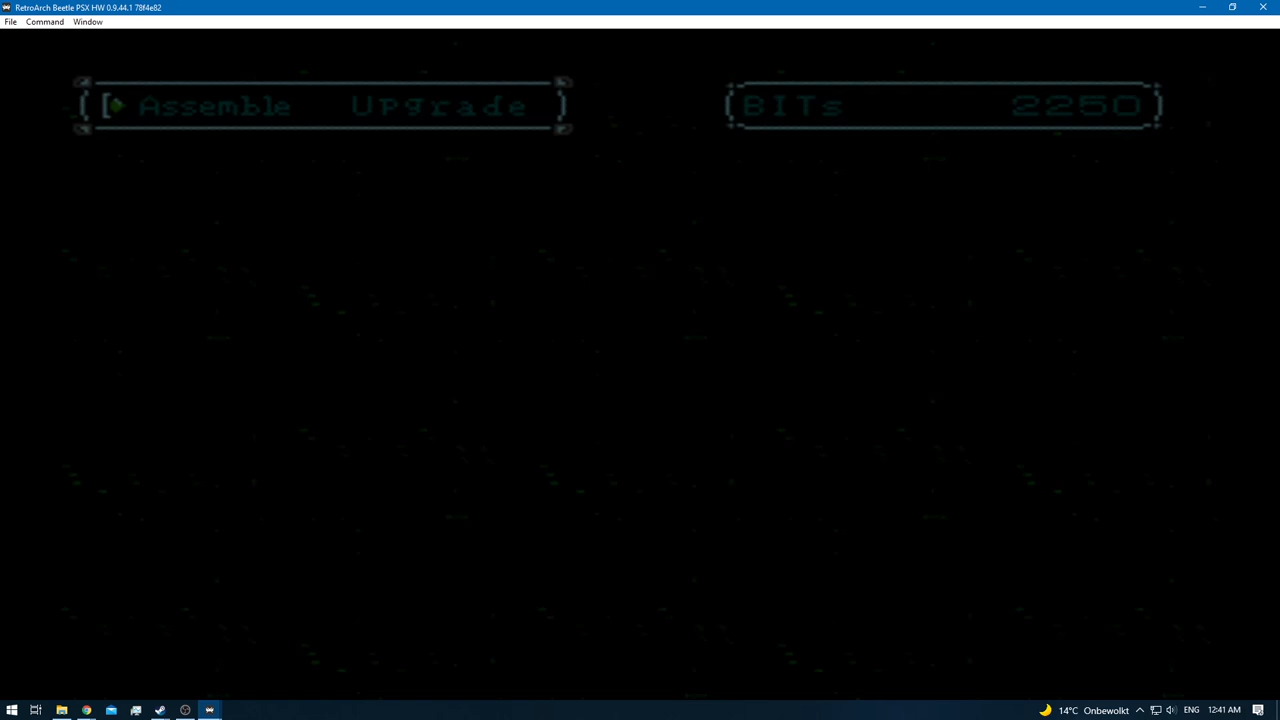 RetroArch Beetle PSX HW 0.9.44.1 78f4e82
File Command Window
Assemble Upgrade
BITs 2250
14°C Onbewolkt ENG 12:41 AM